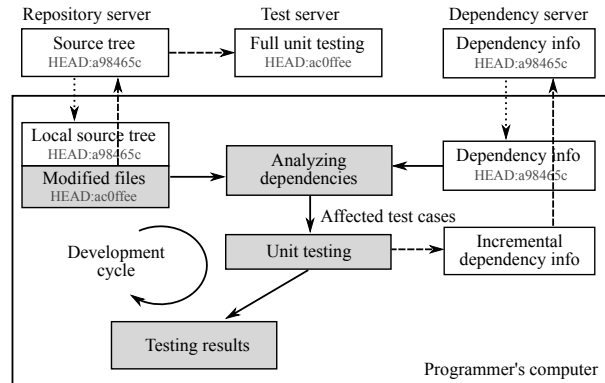 Repository server
Test server
Dependency server
Source tree
HEAD:a98465c
Full unit testing
HEAD:ac0ffee
Dependency info
HEAD:a98465c
Local source tree
HEAD:a98465c
Modified files
HEAD:ac0ffee
Analyzing
dependencies
Dependency info
HEAD:a98465c
Affected test cases
Development
cycle
Unit testing
Incremental
dependency info
Testing results
Programmer's computer